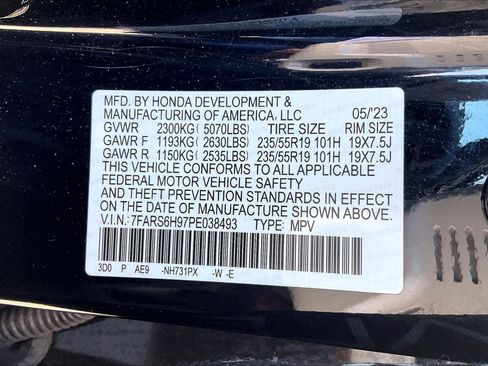 MFD. BY HONDA DEVELOPMENT &
MANUFACTURING OF AMERICA, LLC 05/'23
GVWR 2300KG ( 5070LBS) TIRE SIZE RIM SIZE
GAWR F 1193KG ( 2630LBS) 235/55R19 101H 19X7.5J
GAWR R 1150KG ( 2535LBS) 235/55R19 101H 19X7.5J
THIS VEHICLE CONFORMS TO ALL APPLICABLE
FEDERAL MOTOR VEHICLE SAFETY
AND THEFT PREVENTION STANDARDS IN EFFECT
ON THE DATE OF MANUFACTURE SHOWN ABOVE.
V.I.N: 7FARS6H97PE038493 TYPE: MPV
3D0 P AE9 -NH731PX -W -E